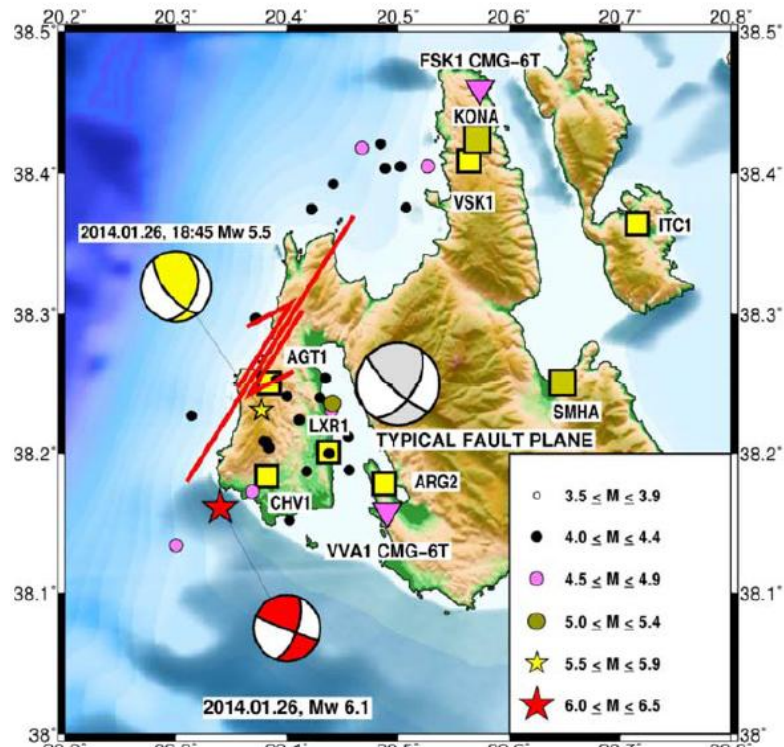 20.2° 20.3° 20.4° 20.5° 20.6° 20.7° 20.8°
38.5° 38.5°
FSK1 CMG-6T
KONA
38.4° 38.4°
VSK1
ITC1
2014.01.26, 18:45 Mw 5.5
38.3° 38.3°
AGT1
SMHA
LXR1
TYPICAL FAULT PLANE
38.2° 38.2°
ARG2
CHV1
VVA1 CMG-6T
3.5 ≤ M ≤ 3.9
4.0 ≤ M ≤ 4.4
38.1° 38.1°
4.5 ≤ M ≤ 4.9
5.0 ≤ M ≤ 5.4
5.5 ≤ M ≤ 5.9
2014.01.26, Mw 6.1
6.0 ≤ M ≤ 6.5
38° 38°